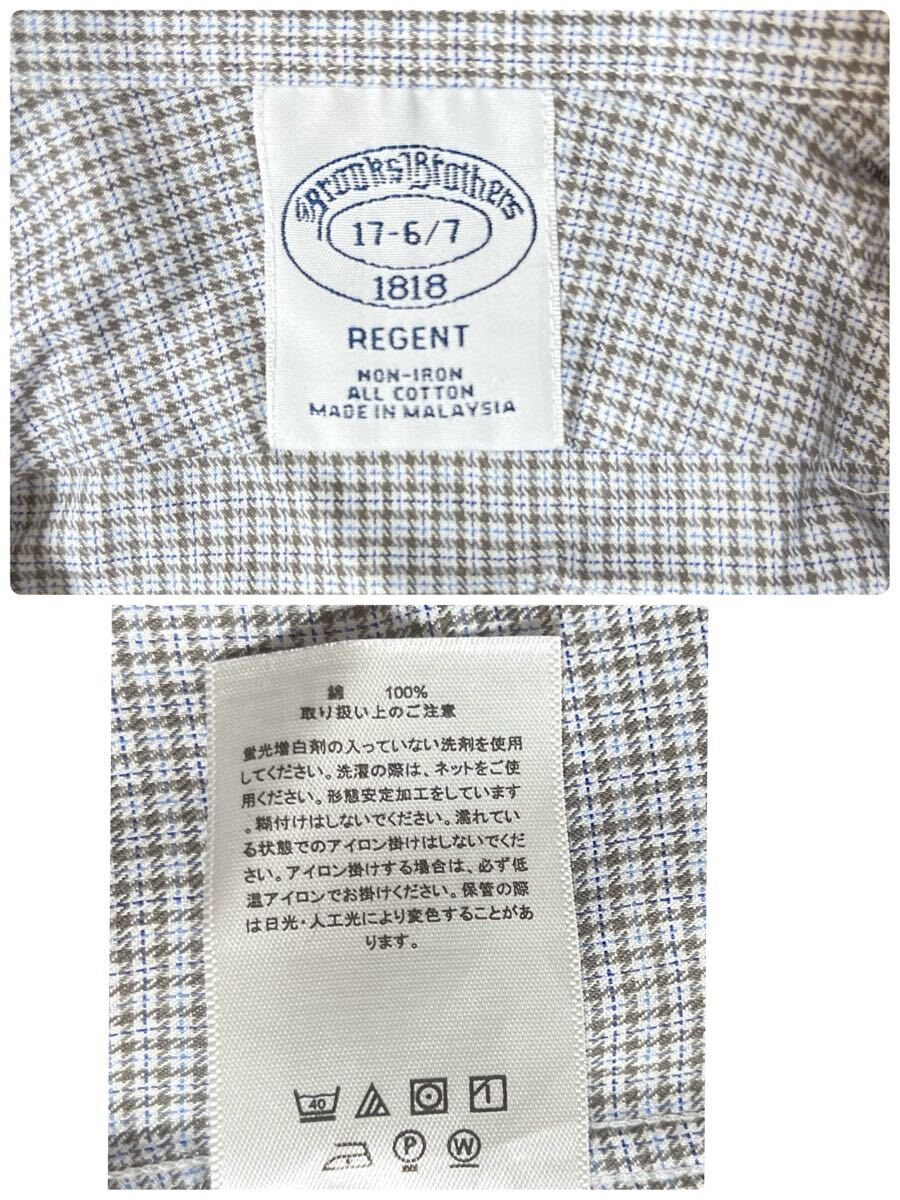 Brooks Brothers
17-6/7
1818
REGENT
NON-IRON
ALL COTTON
MADE IN MALAYSIA
綿 100%
取り扱い上のご注意
蛍光増白剤の入っていない洗剤を使用
してください。洗濯の際は、ネットをご使
用ください。形態安定加工をしています
。糊付けはしないでください。濡れてい
る状態でのアイロン掛けはしないでくだ
さい。アイロン掛けする場合は、必ず低
温アイロンでお掛けください。保管の際
は日光・人工光により変色することがあ
ります。
40
P
W